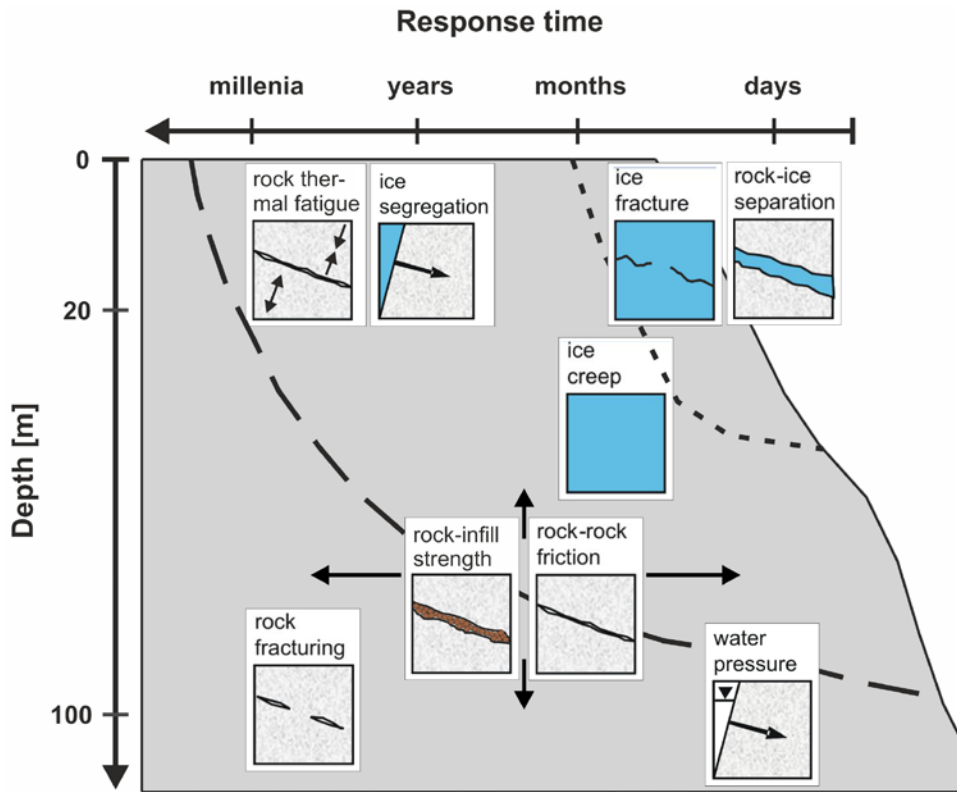 Response time
millenia
years
months
days
0
20
100
Depth [m]
rock ther-
mal fatigue
ice
segregation
ice
fracture
rock-ice
separation
ice
creep
rock-infill
strength
rock-rock
friction
rock
fracturing
water
pressure